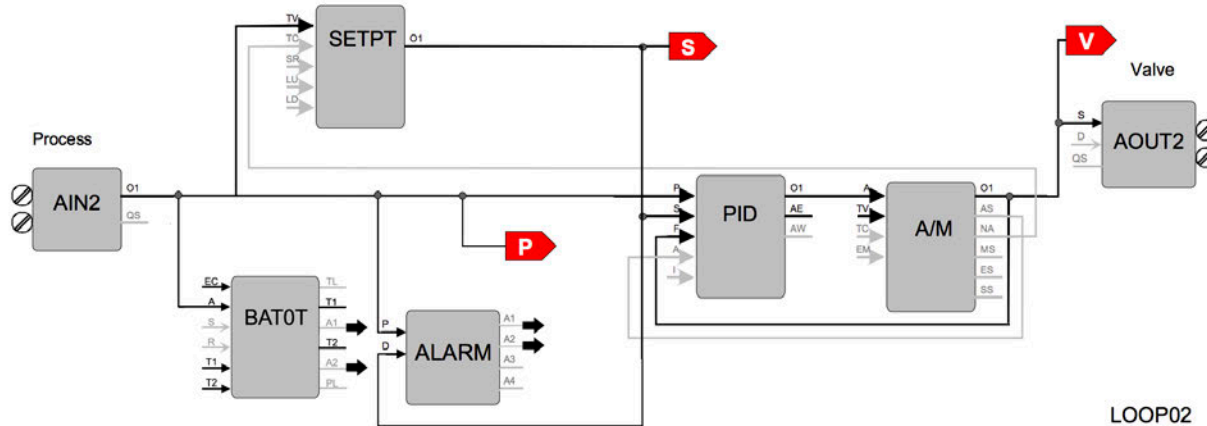 TV
TC
SR
LU
LD
SETPT
O1
S
V
Valve
S
D
QS
AOUT2
Process
AIN2
O1
QS
P
P
S
F
A
I
PID
O1
AE
AW
A
TV
TC
EM
A/M
O1
AS
NA
MS
ES
SS
EC
A
S
R
T1
T2
BAT0T
TL
T1
A1
T2
A2
PL
P
D
ALARM
A1
A2
A3
A4
LOOP02